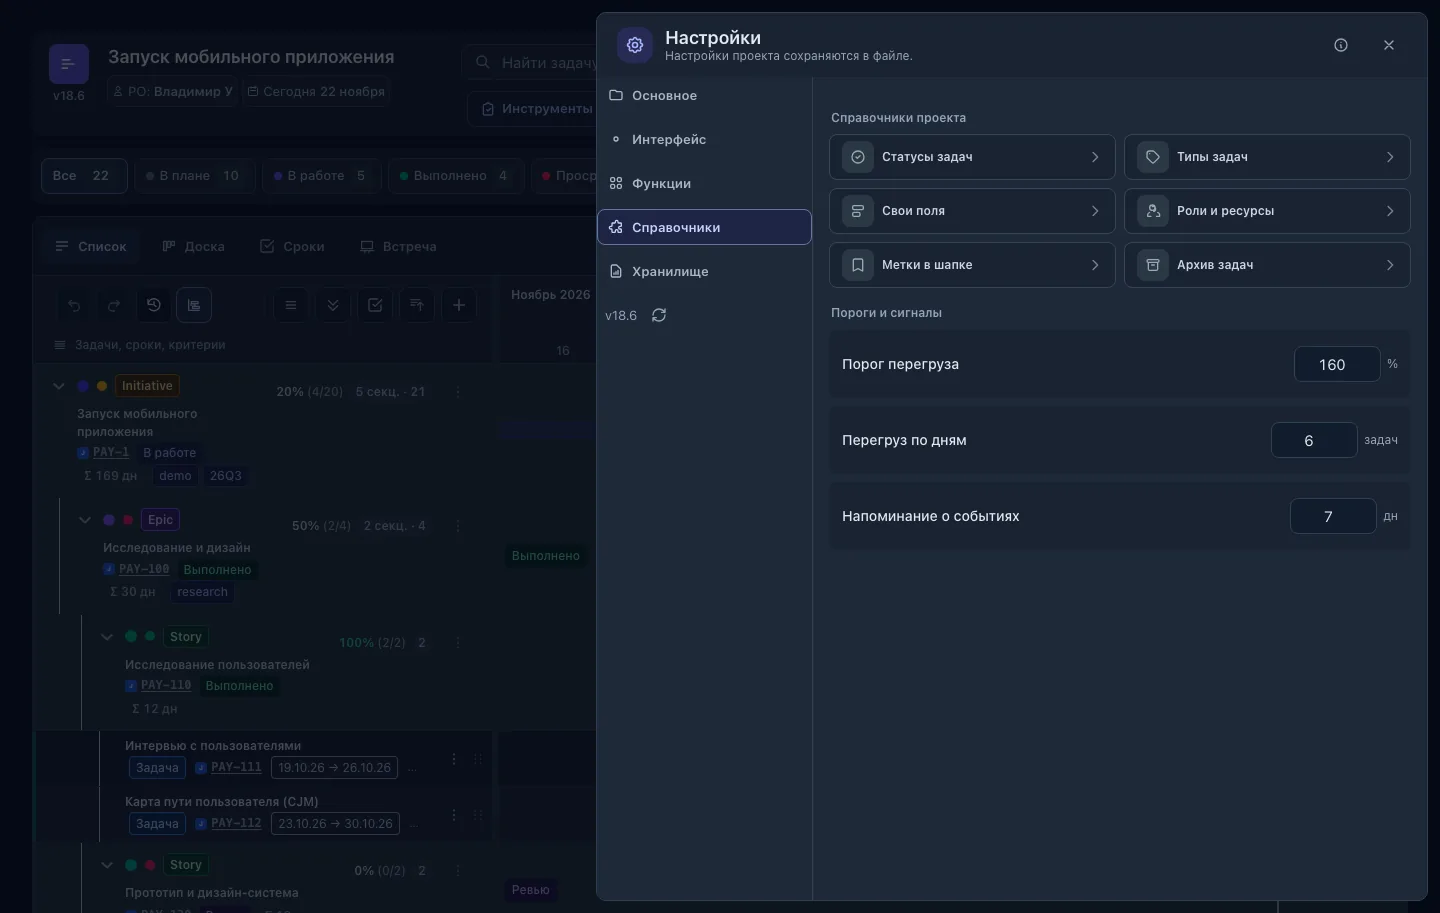 Запуск мобильного приложения
v18.6
PO: Владимир У
Сегодня 22 ноября
Найти задачу
Инструменты
Все 22
В плане 10
В работе 5
Выполнено 4
Список
Доска
Сроки
Встреча
Ноябрь 2026
Задачи, сроки, критерии
16
Initiative
20% (4/20) 5 секц. · 21
Запуск мобильного
приложения
PAY-1 В работе
Σ 169 дн demo 26Q3
Epic
50% (2/4) 2 секц. · 4
Исследование и дизайн
PAY-100 Выполнено
Σ 30 дн research
Выполнено
Story
100% (2/2) 2
Исследование пользователей
PAY-110 Выполнено
Σ 12 дн
Интервью с пользователями
Задача PAY-111 19.10.26 → 26.10.26 ...
Карта пути пользователя (CJM)
Задача PAY-112 23.10.26 → 30.10.26 ...
Story
0% (0/2) 2
Прототип и дизайн-система
Ревью
Настройки
Настройки проекта сохраняются в файле.
Основное
Интерфейс
Функции
Справочники
Хранилище
v18.6
Справочники проекта
Статусы задач
Типы задач
Свои поля
Роли и ресурсы
Метки в шапке
Архив задач
Пороги и сигналы
Порог перегруза 160 %
Перегруз по дням 6 задач
Напоминание о событиях 7 дн